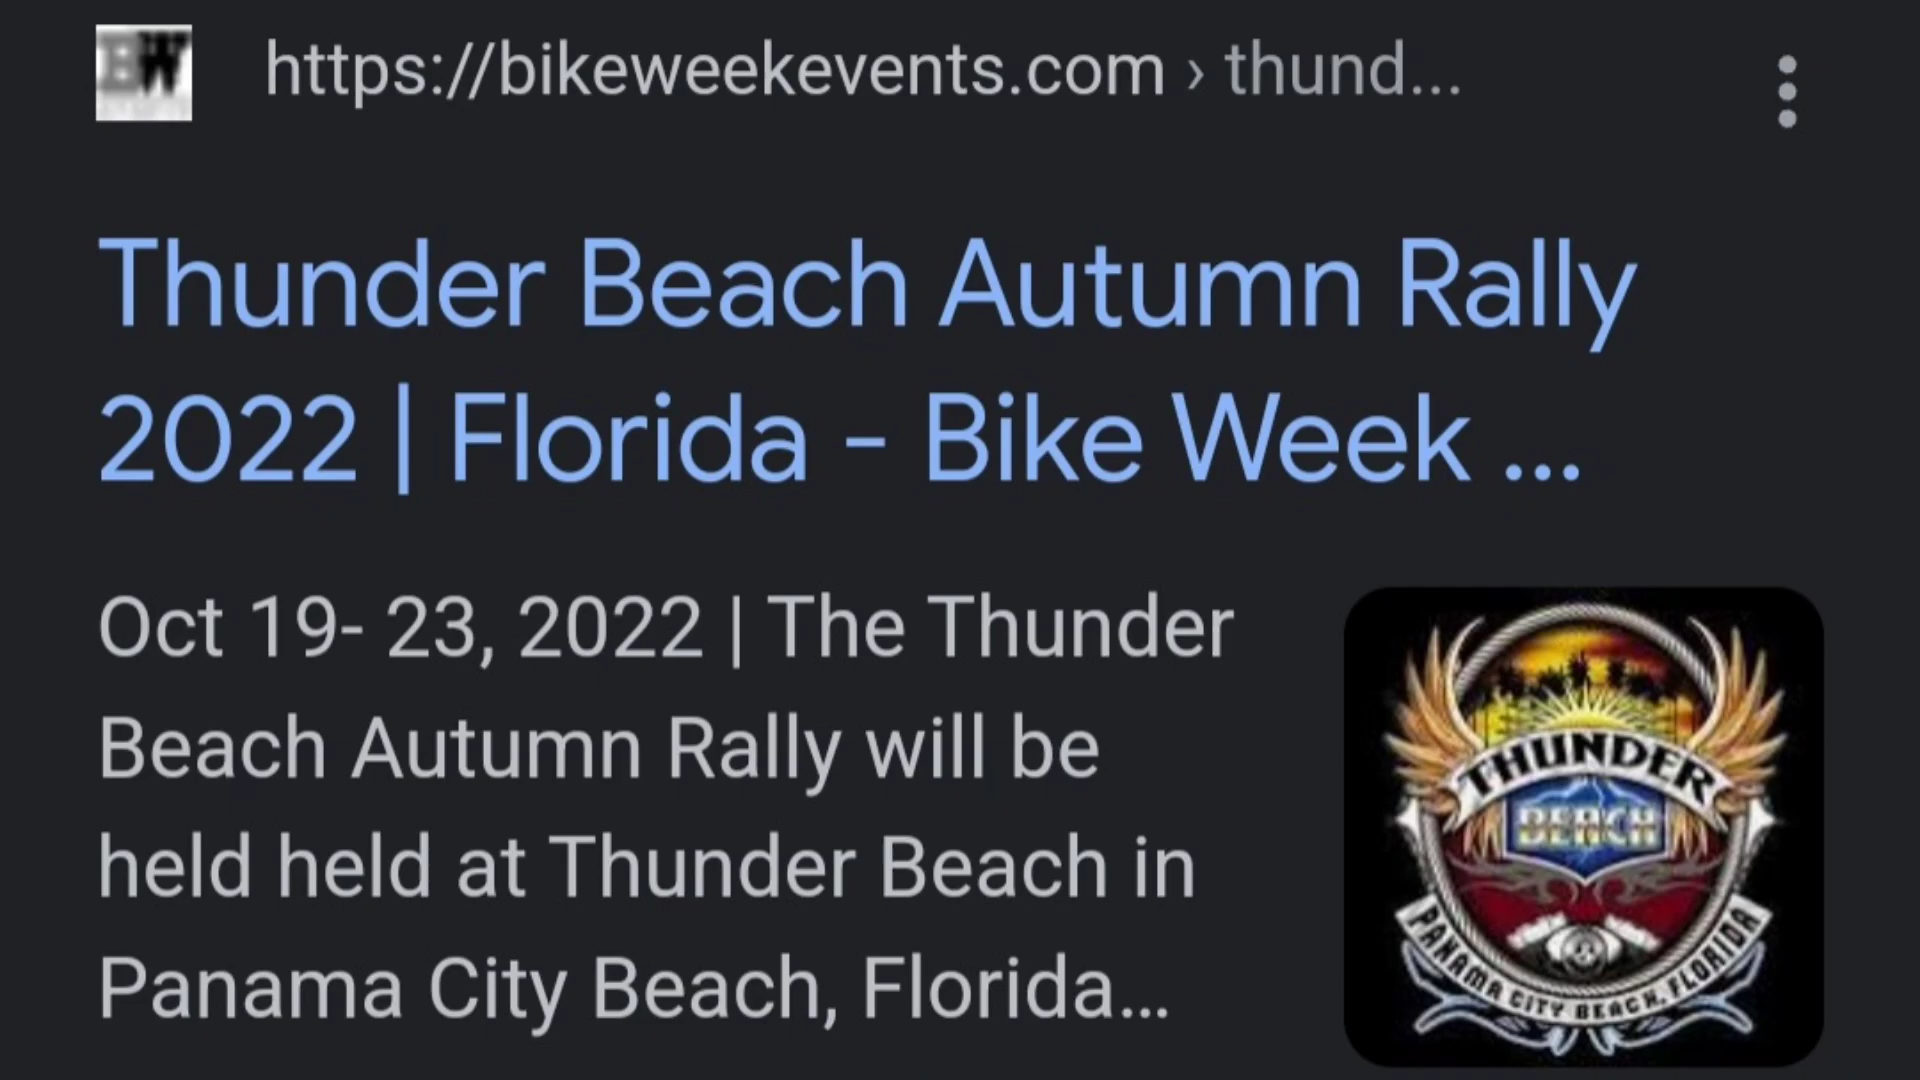 BW
https://bikeweekevents.com › thund...
Thunder Beach Autumn Rally
2022 | Florida - Bike Week ...
Oct 19- 23, 2022 | The Thunder
Beach Autumn Rally will be
held held at Thunder Beach in
Panama City Beach, Florida...
THUNDER
BEACH
PANAMA CITY BEACH, FLORIDA